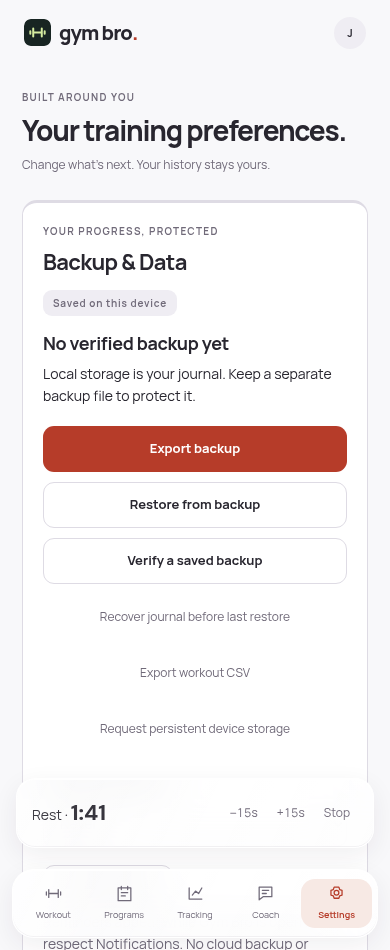 gym bro.
J
BUILT AROUND YOU
Your training preferences.
Change what's next. Your history stays yours.
YOUR PROGRESS, PROTECTED
Backup & Data
Saved on this device
No verified backup yet
Local storage is your journal. Keep a separate
backup file to protect it.
Export backup
Restore from backup
Verify a saved backup
Recover journal before last restore
Export workout CSV
Request persistent device storage
Rest · 1:41
−15s
+15s
Stop
Workout
Programs
Tracking
Coach
Settings
respect Notifications. No cloud backup or